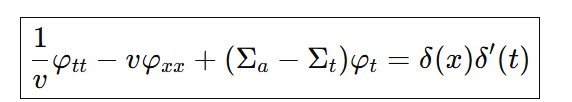 \frac{1}{v}\varphi_{tt} - v\varphi_{xx} + (\Sigma_a - \Sigma_t)\varphi_t = \delta(x)\delta'(t)